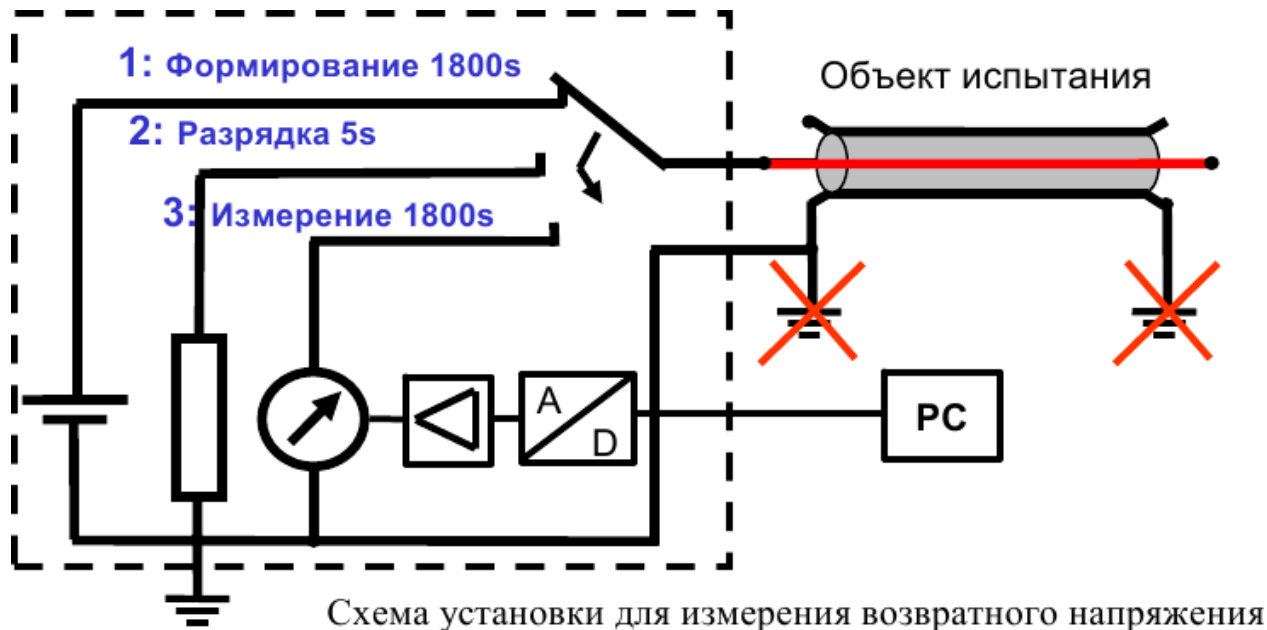 1: Формирование 1800s
Объект испытания
2: Разрядка 5s
3: Измерение 1800s
A
D
PC
Схема установки для измерения возвратного напряжения